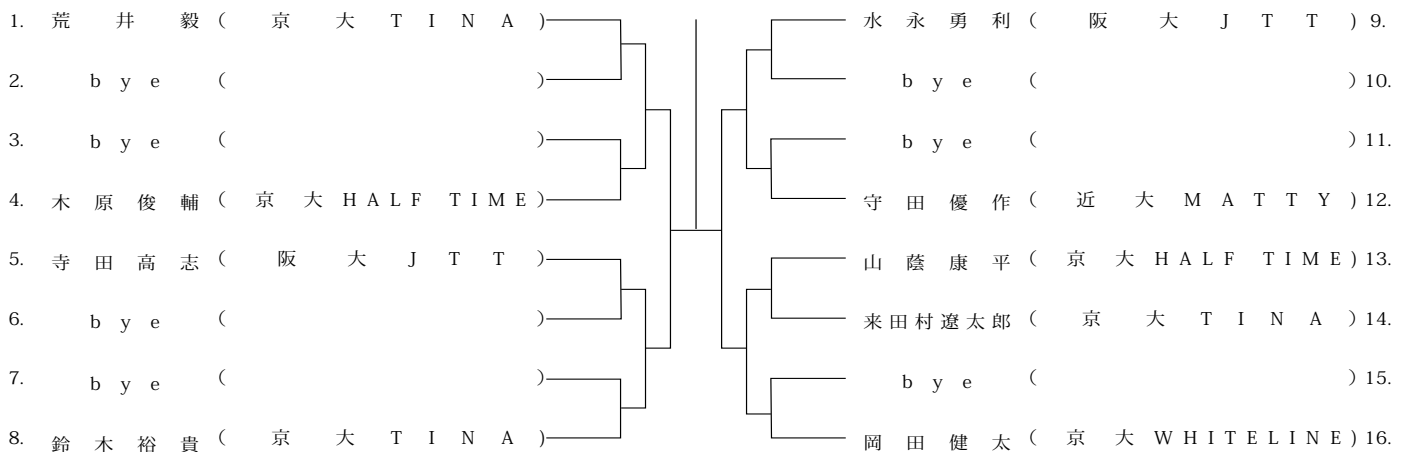 1. 荒井毅(京大TINA)
2. bye ( )
3. bye ( )
4. 木原俊輔(京大HALF TIME)
5. 寺田高志(阪大JTT)
6. bye ( )
7. bye ( )
8. 鈴木裕貴(京大TINA)
水永勇利(阪大JTT) 9.
bye ( ) 10.
bye ( ) 11.
守田優作(近大MATTY) 12.
山蔭康平(京大HALF TIME) 13.
来田村遼太郎(京大TINA) 14.
bye ( ) 15.
岡田健太(京大WHITELINE) 16.